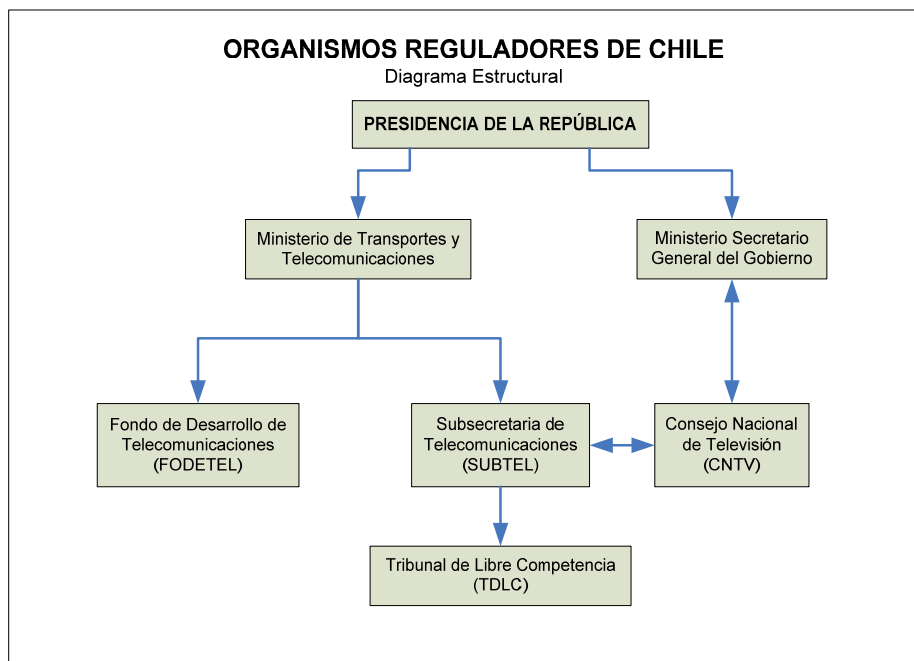 ORGANISMOS REGULADORES DE CHILE
Diagrama Estructural
PRESIDENCIA DE LA REPÚBLICA
Ministerio de Transportes y
Telecomunicaciones
Ministerio Secretario
General del Gobierno
Fondo de Desarrollo de
Telecomunicaciones
(FODETEL)
Subsecretaria de
Telecomunicaciones
(SUBTEL)
Consejo Nacional
de Televisión
(CNTV)
Tribunal de Libre Competencia
(TDLC)